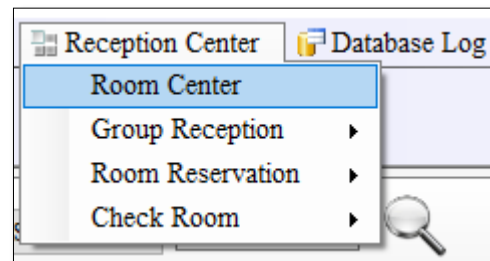 Reception Center Database Log
Room Center
Group Reception
Room Reservation
Check Room